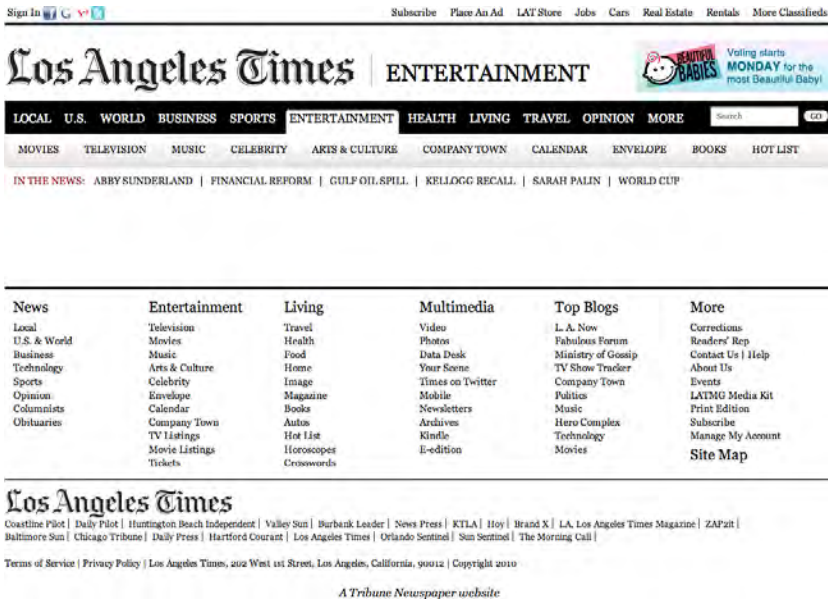 Sign In
Subscribe Place An Ad LAT Store Jobs Cars Real Estate Rentals More Classifieds
Los Angeles Times | ENTERTAINMENT
BEAUTIFUL BABIES
Voting starts
MONDAY for the
most Beautiful Baby!
LOCAL U.S. WORLD BUSINESS SPORTS ENTERTAINMENT HEALTH LIVING TRAVEL OPINION MORE Search GO
MOVIES TELEVISION MUSIC CELEBRITY ARTS & CULTURE COMPANY TOWN CALENDAR ENVELOPE BOOKS HOT LIST
IN THE NEWS: ABBY SUNDERLAND | FINANCIAL REFORM | GULF OIL SPILL | KELLOGG RECALL | SARAH PALIN | WORLD CUP
News
Local
U.S. & World
Business
Technology
Sports
Opinion
Columnists
Obituaries
Entertainment
Television
Movies
Music
Arts & Culture
Celebrity
Envelope
Calendar
Company Town
TV Listings
Movie Listings
Tickets
Living
Travel
Health
Food
Home
Image
Magazine
Books
Autos
Hot List
Horoscopes
Crosswords
Multimedia
Video
Photos
Data Desk
Your Scene
Times on Twitter
Mobile
Newsletters
Archives
Kindle
E-edition
Top Blogs
L.A. Now
Fabulous Forum
Ministry of Gossip
TV Show Tracker
Company Town
Politics
Music
Hero Complex
Technology
Movies
More
Corrections
Readers' Rep
Contact Us | Help
About Us
Events
LATMG Media Kit
Print Edition
Subscribe
Manage My Account
Site Map
Los Angeles Times
Coastline Pilot | Daily Pilot | Huntington Beach Independent | Valley Sun | Burbank Leader | News Press | KTLA | Hoy | Brand X | LA, Los Angeles Times Magazine | ZAP2it |
Baltimore Sun | Chicago Tribune | Daily Press | Hartford Courant | Los Angeles Times | Orlando Sentinel | Sun Sentinel | The Morning Call |
Terms of Service | Privacy Policy | Los Angeles Times, 202 West 1st Street, Los Angeles, California, 90012 | Copyright 2010
A Tribune Newspaper website